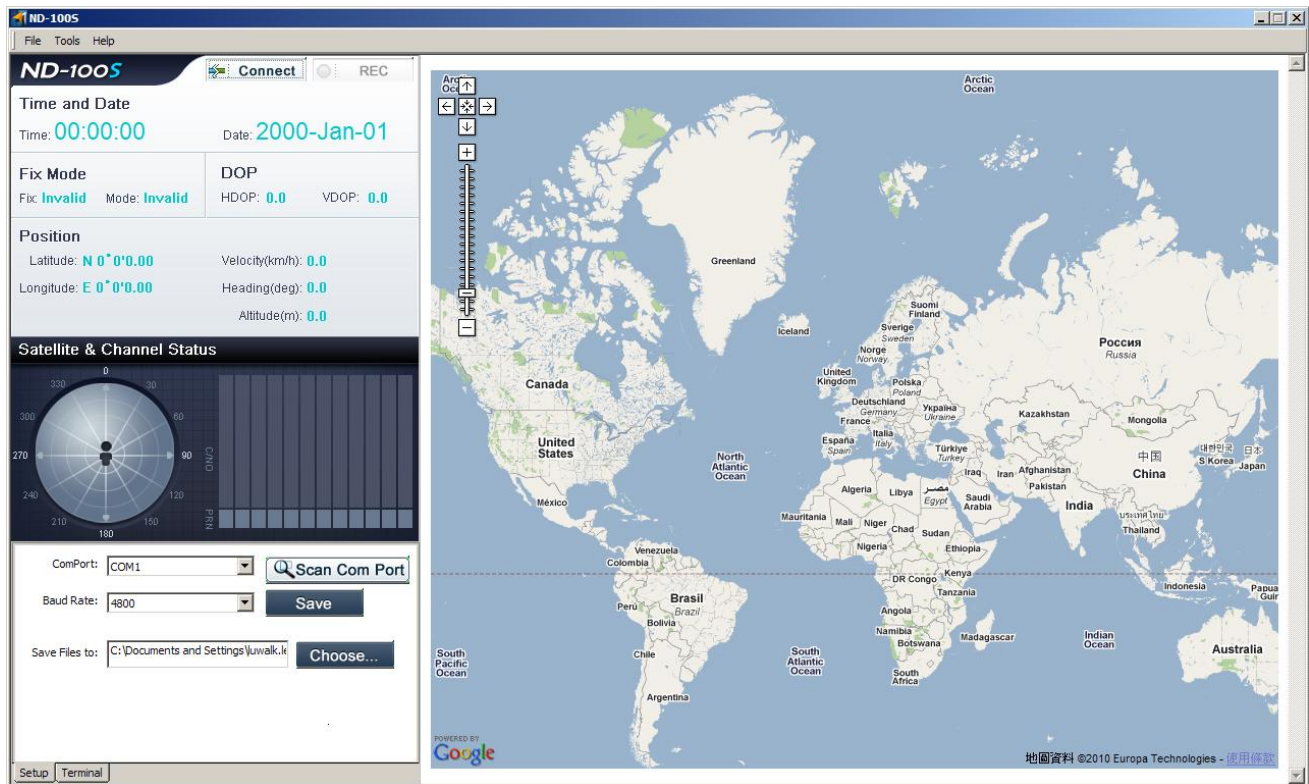 ND-100S
File Tools Help
ND-100S
Connect
REC
Time and Date
Time: 00:00:00
Date: 2000-Jan-01
Fix Mode
Fix: Invalid Mode: Invalid
DOP
HDOP: 0.0 VDOP: 0.0
Position
Latitude: N 0°0'0.00
Velocity(km/h): 0.0
Longitude: E 0°0'0.00
Heading(deg): 0.0
Altitude(m): 0.0
Satellite & Channel Status
0
330
30
300
60
270
90
240
120
210
150
180
C/NO
PRN
ComPort: COM1
Scan Com Port
Baud Rate: 4800
Save
Save Files to: C:\Documents and Settings\luwalk.le
Choose...
Setup
Terminal
Arctic
Ocean
Greenland
Iceland
Suomi
Finland
Sverige
Sweden
Norge
Norway
Россия
Russia
Canada
United
Kingdom
Polska
Poland
Deutschland
Germany
Україна
Ukraine
France
Kazakhstan
Mongolia
Italia
Italy
España
Spain
Türkiye
Turkey
United
States
North
Atlantic
Ocean
中国
China
대한민국
S Korea
日本
Japan
Iraq
Iran
Afghanistan
Pakistan
Algeria
Libya
مصر
Egypt
Saudi
Arabia
India
México
Mauritania
Mali
Niger
Chad
Sudan
ประเทศไทย
Thailand
Nigeria
Ethiopia
Venezuela
Colombia
DR Congo
Kenya
Tanzania
Indonesia
Papua
Perú
Brasil
Brazil
Bolivia
Angola
Namibia
Botswana
Madagascar
Indian
Ocean
Australia
South
Pacific
Ocean
Chile
South
Atlantic
Ocean
South
Africa
Argentina
POWERED BY
Google
地圖資料 ©2010 Europa Technologies - 使用條款